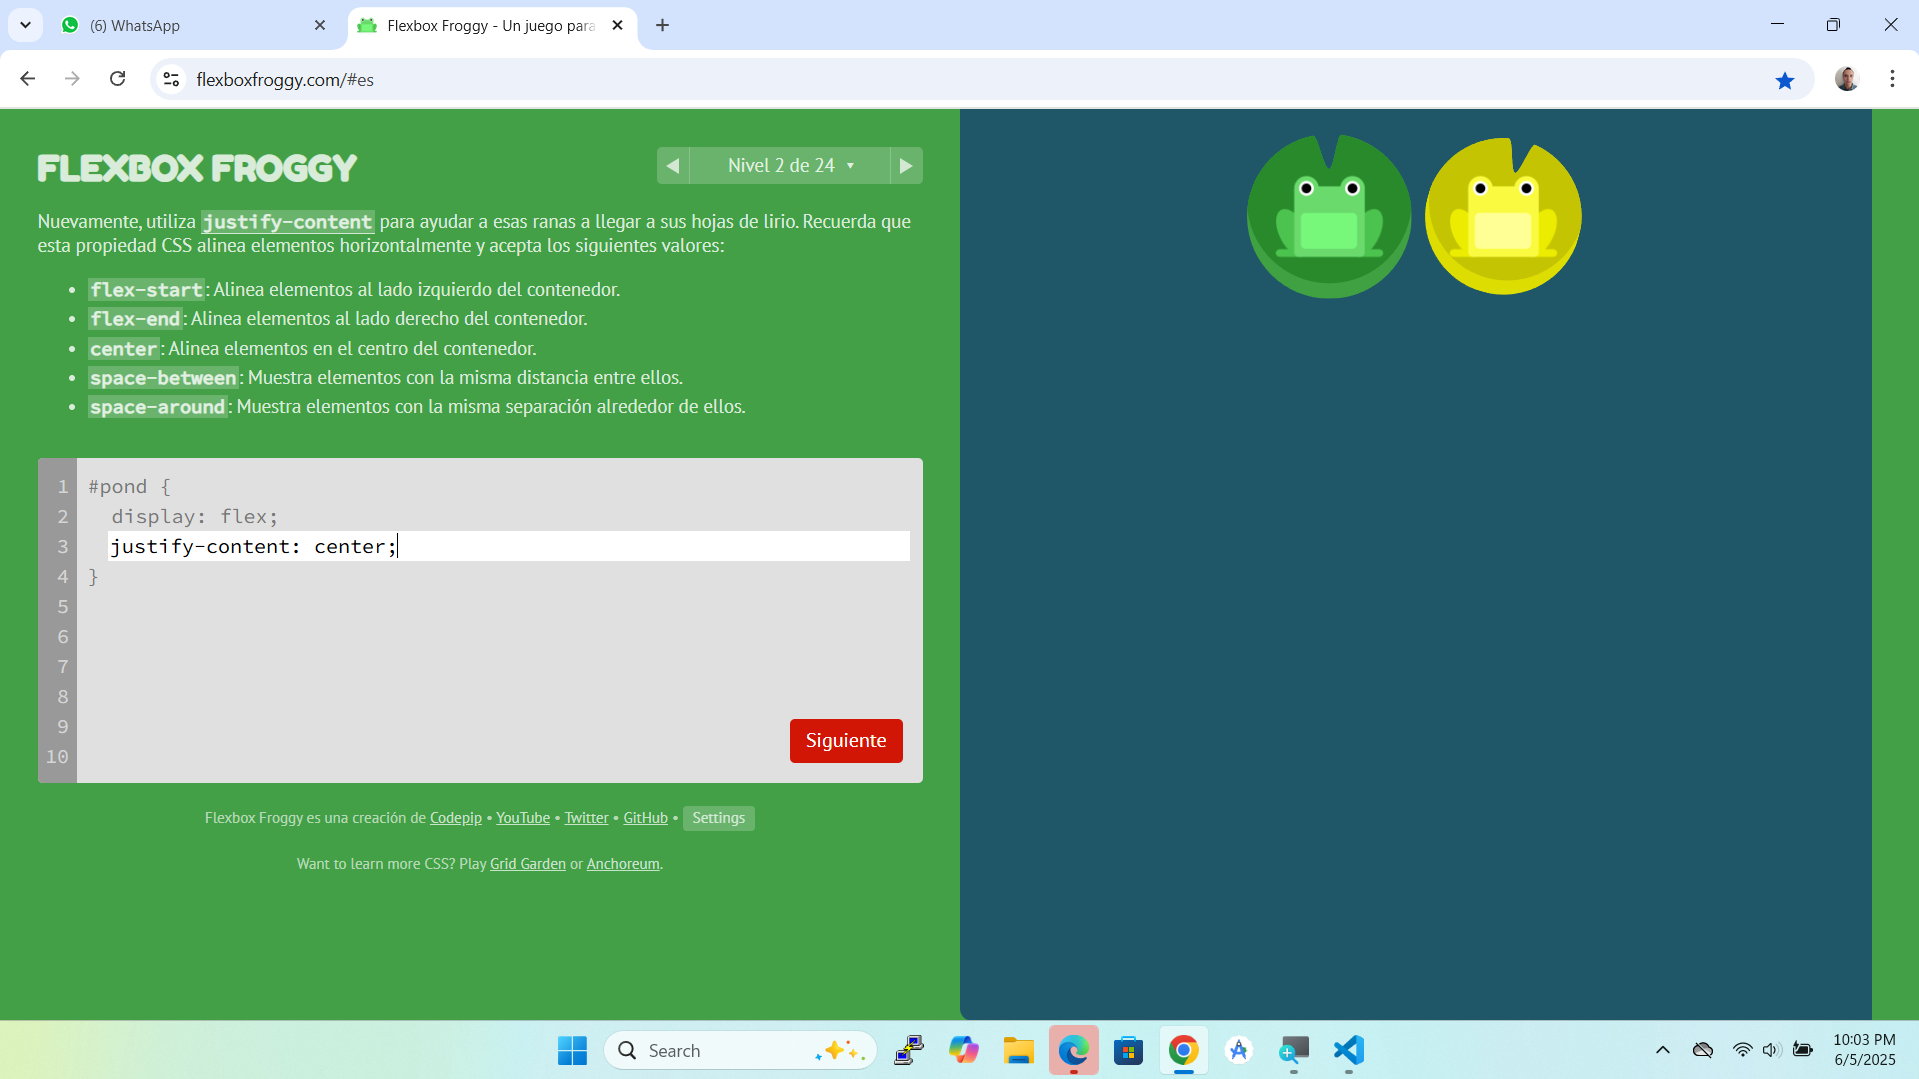 (6) WhatsApp
Flexbox Froggy - Un juego para
flexboxfroggy.com/#es
FLEXBOX FROGGY
Nivel 2 de 24
Nuevamente, utiliza justify-content para ayudar a esas ranas a llegar a sus hojas de lirio. Recuerda que
esta propiedad CSS alinea elementos horizontalmente y acepta los siguientes valores:
• flex-start: Alinea elementos al lado izquierdo del contenedor.
• flex-end: Alinea elementos al lado derecho del contenedor.
• center: Alinea elementos en el centro del contenedor.
• space-between: Muestra elementos con la misma distancia entre ellos.
• space-around: Muestra elementos con la misma separación alrededor de ellos.
1 #pond {
2 display: flex;
3 justify-content: center;
4 }
5
6
7
8
9
10
Siguiente
Flexbox Froggy es una creación de Codepip • YouTube • Twitter • GitHub • Settings
Want to learn more CSS? Play Grid Garden or Anchoreum.
Search
10:03 PM
6/5/2025